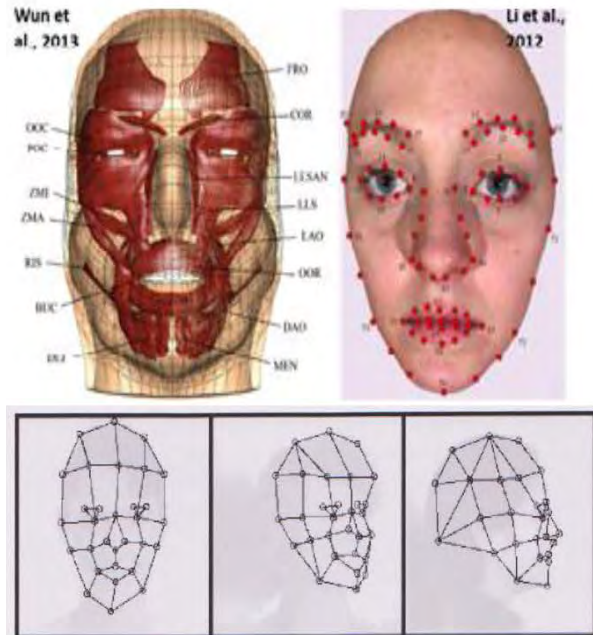 Wun et
al., 2013
Li et al.,
2012
FRO
COR
OOC
POC
LESAN
ZMI
LLS
ZMA
LAO
RIS
OOR
BUC
DAO
MEN